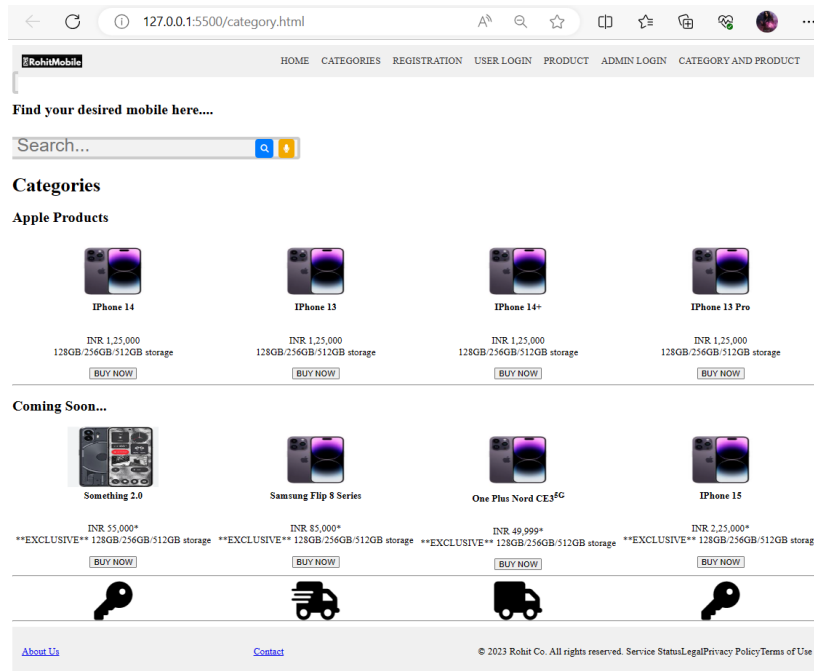 127.0.0.1:5500/category.html
RohitMobile
HOME CATEGORIES REGISTRATION USER LOGIN PRODUCT ADMIN LOGIN CATEGORY AND PRODUCT
Find your desired mobile here....
Search...
Categories
Apple Products
IPhone 14 IPhone 13 IPhone 14+ IPhone 13 Pro
INR 1,25,000 INR 1,25,000 INR 1,25,000 INR 1,25,000
128GB/256GB/512GB storage 128GB/256GB/512GB storage 128GB/256GB/512GB storage 128GB/256GB/512GB storage
BUY NOW BUY NOW BUY NOW BUY NOW
Coming Soon...
Something 2.0 Samsung Flip 8 Series One Plus Nord CE3 5G IPhone 15
INR 55,000* INR 85,000* INR 49,999* INR 2,25,000*
**EXCLUSIVE** 128GB/256GB/512GB storage **EXCLUSIVE** 128GB/256GB/512GB storage **EXCLUSIVE** 128GB/256GB/512GB storage **EXCLUSIVE** 128GB/256GB/512GB storag
BUY NOW BUY NOW BUY NOW BUY NOW
About Us Contact © 2023 Rohit Co. All rights reserved. Service StatusLegalPrivacy PolicyTerms of Use